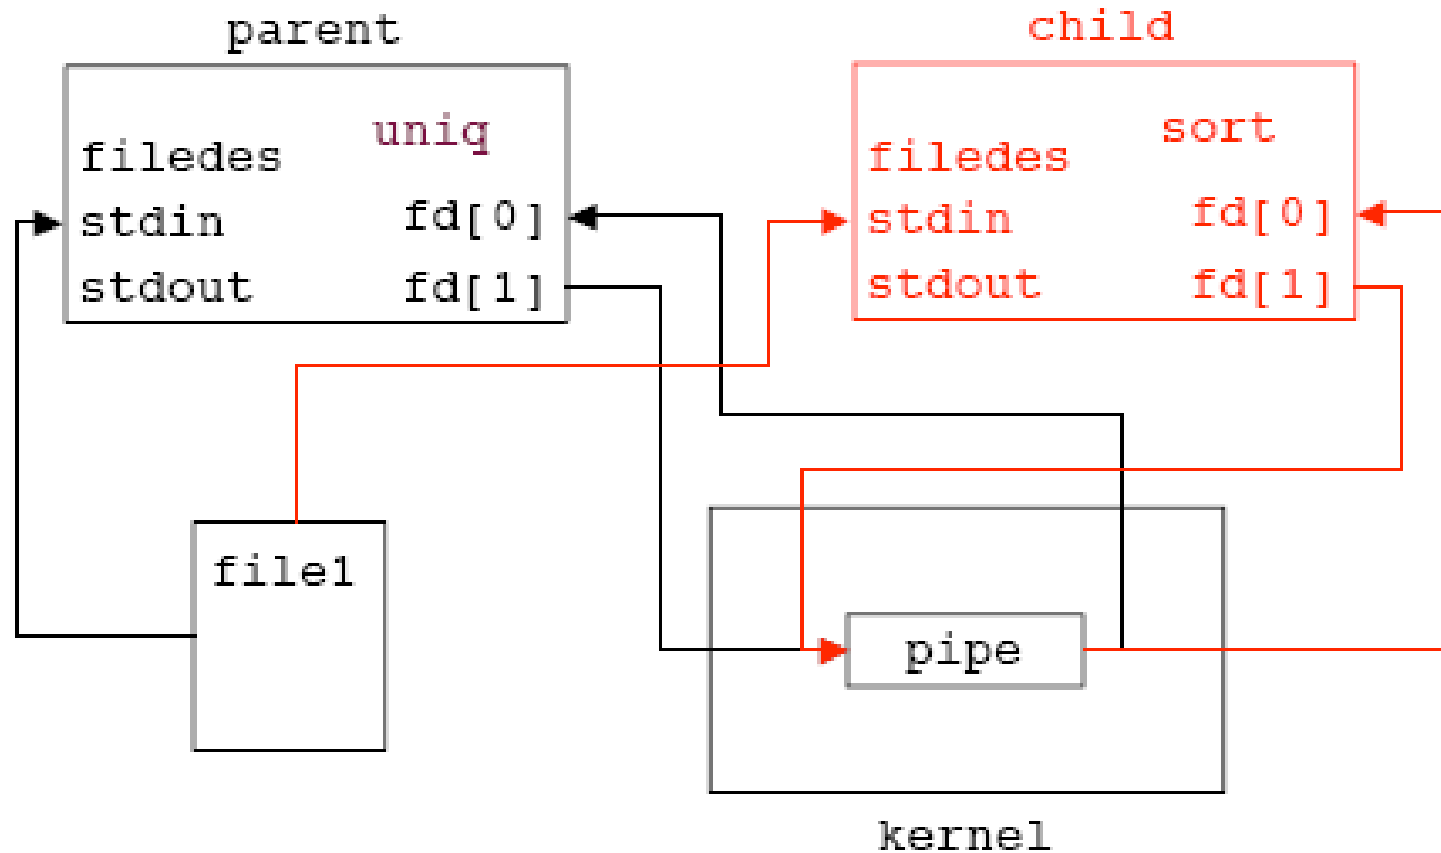 parent
uniq
filedes
stdin fd[0]
stdout fd[1]
child
sort
filedes
stdin fd[0]
stdout fd[1]
file1
pipe
kernel